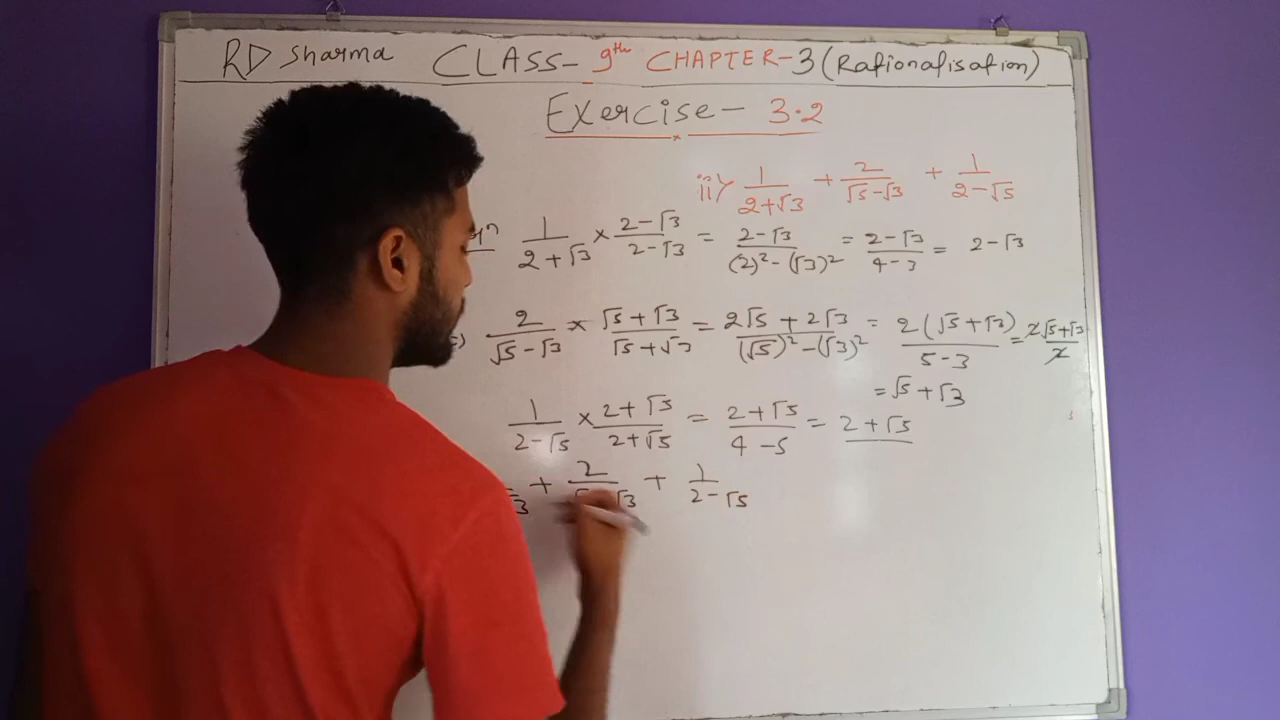 RD Sharma CLASS- 9th CHAPTER-3 (Rationalisation)
Exercise- 3.2
ii) 1/(2+√3) + 2/(√5-√3) + 1/(2-√5)
1/(2+√3) × (2-√3)/(2-√3) = (2-√3)/((2)²-(√3)²) = (2-√3)/(4-3) = 2-√3
2/(√5-√3) × (√5+√3)/(√5+√3) = (2√5+2√3)/((√5)²-(√3)²) = 2(√5+√3)/(5-3) = 2√5+√3/2
= √5+√3
1/(2-√5) × (2+√5)/(2+√5) = (2+√5)/(4-5) = 2+√5
+ 2/√3 + 1/(2-√5)